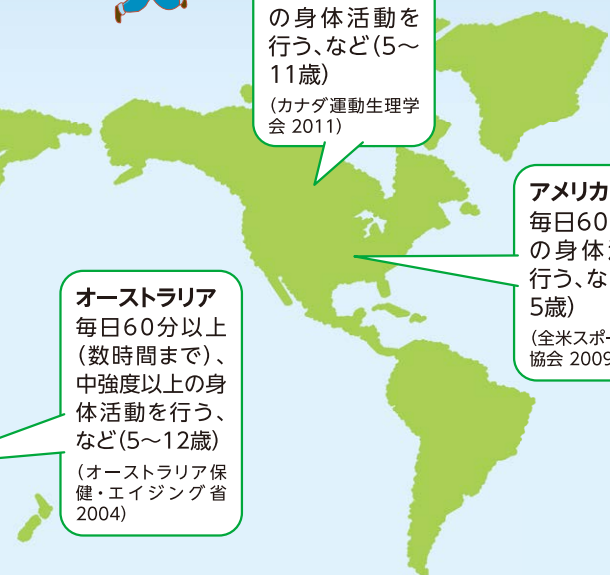 の身体活動を
行う、など(5〜
11歳)
(カナダ運動生理学
会 2011)
アメリカ
毎日60
の身体
行う、な
5歳)
(全米スポー
協会 2009
オーストラリア
毎日60分以上
(数時間まで)、
中強度以上の身
体活動を行う、
など(5〜12歳)
(オーストラリア保
健・エイジング省
2004)